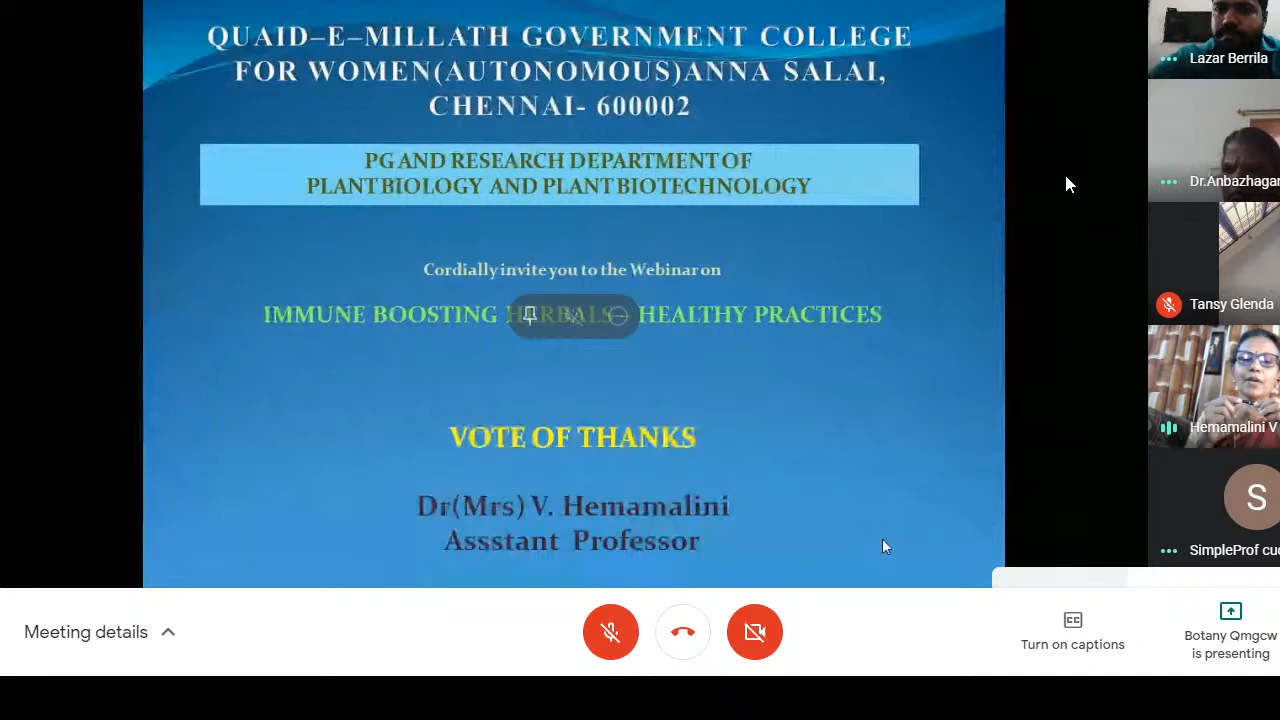 QUAID–E–MILLATH GOVERNMENT COLLEGE
FOR WOMEN(AUTONOMOUS)ANNA SALAI,
CHENNAI- 600002
PG AND RESEARCH DEPARTMENT OF
PLANT BIOLOGY AND PLANT BIOTECHNOLOGY
Cordially invite you to the Webinar on
IMMUNE BOOSTING HERBALS – HEALTHY PRACTICES
VOTE OF THANKS
Dr(Mrs) V. Hemamalini
Assstant Professor
Lazar Berrila
Dr.Anbazhagan
Tansy Glenda
Hemamalini V
S
SimpleProf cud
Meeting details
Turn on captions
Botany Qmgcw
is presenting